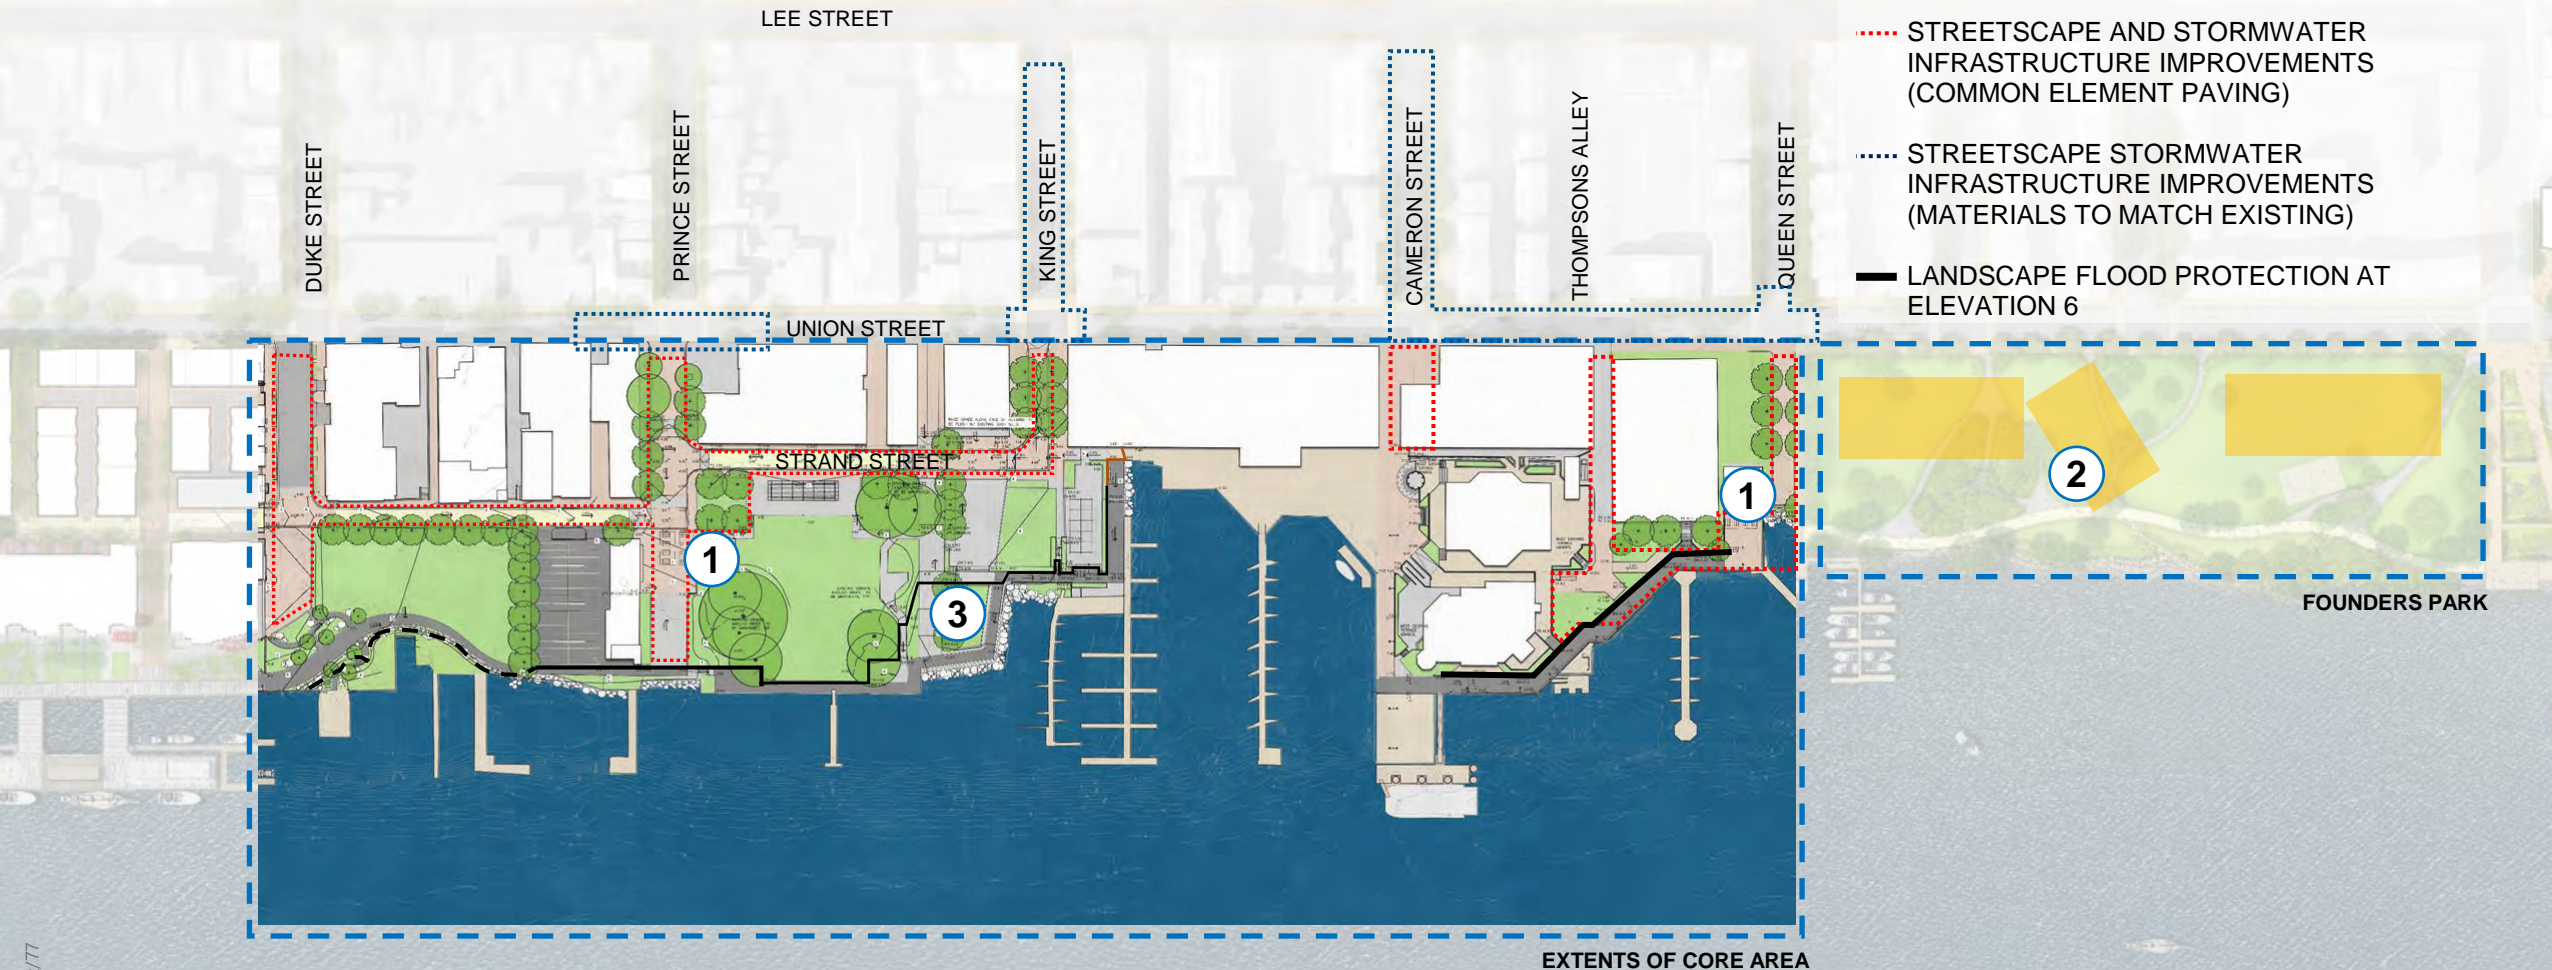 LEE STREET
STREETSCAPE AND STORMWATER
INFRASTRUCTURE IMPROVEMENTS
(COMMON ELEMENT PAVING)
STREETSCAPE STORMWATER
INFRASTRUCTURE IMPROVEMENTS
(MATERIALS TO MATCH EXISTING)
LANDSCAPE FLOOD PROTECTION AT
ELEVATION 6
DUKE STREET
PRINCE STREET
KING STREET
CAMERON STREET
THOMPSONS ALLEY
QUEEN STREET
UNION STREET
STRAND STREET
1
2
1
3
FOUNDERS PARK
EXTENTS OF CORE AREA
/77